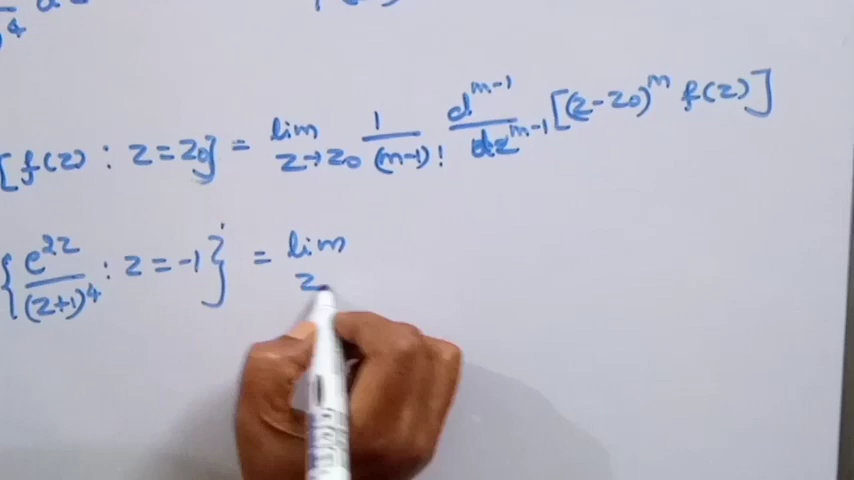 [f(z) : z = z0] = lim z→z0 1/(m-1)! d^m-1/dz^m-1 [(z-z0)^m f(z)]
{e^2z/(z+1)^4 : z = -1} = lim z